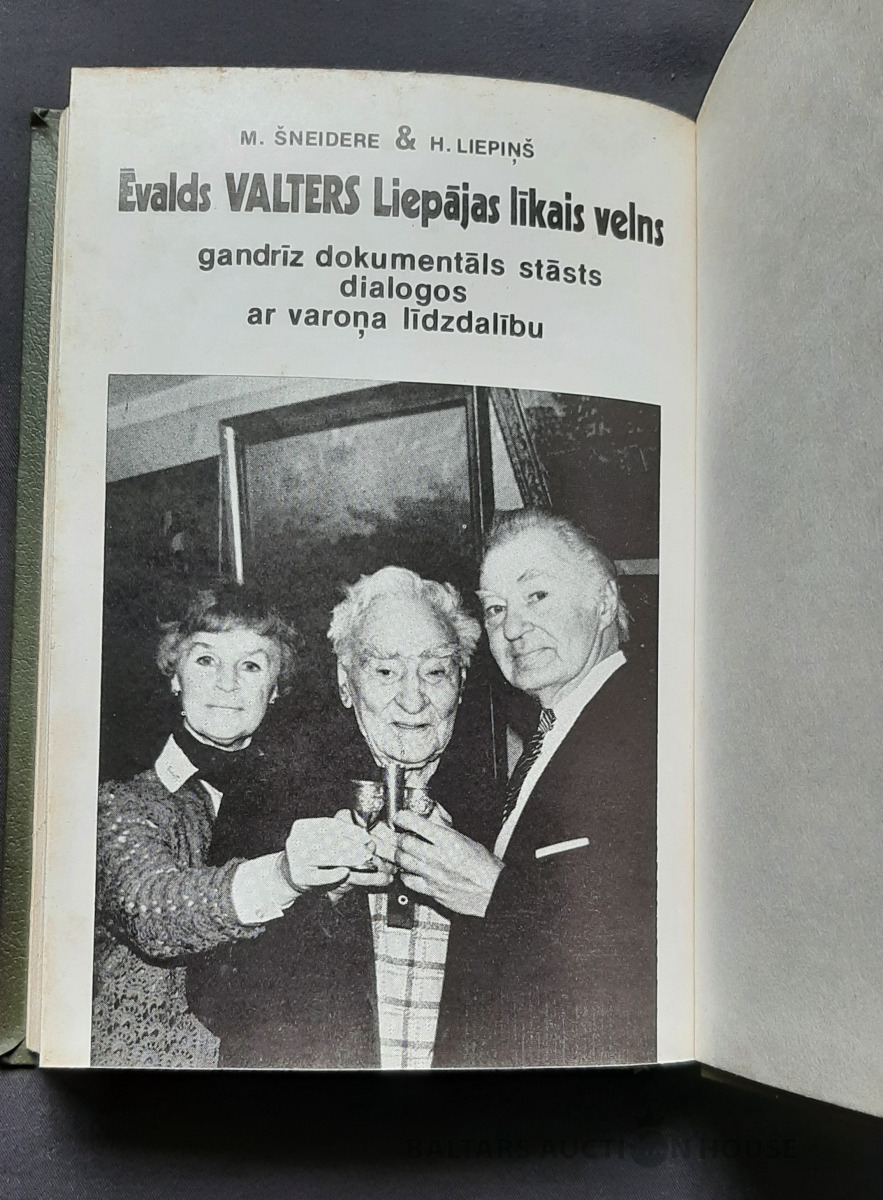 M. ŠNEIDERE & H. LIEPIŅŠ
Ēvalds VALTERS Liepājas līkais velns
gandrīz dokumentāls stāsts
dialogos
ar varoņa līdzdalību
BALTARS AUCTION HOUSE